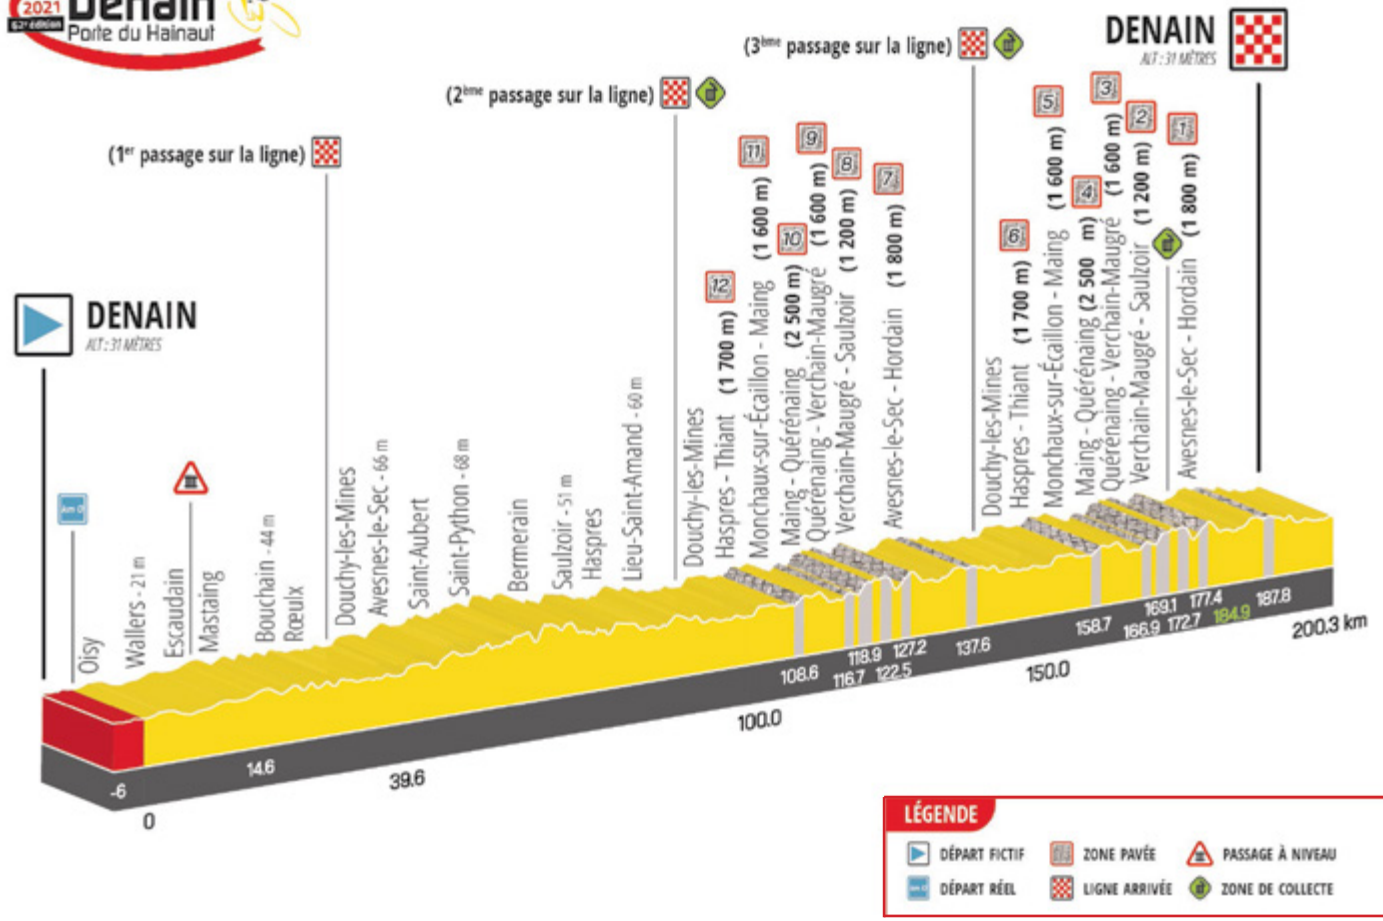 2021
62e édition
Denain
Porte du Hainaut
DENAIN
ALT : 31 MÈTRES
(1er passage sur la ligne)
(2ème passage sur la ligne)
(3ème passage sur la ligne)
DENAIN
ALT : 31 MÈTRES
Oisy
Wallers - 21 m
Escaudain
Mastaing
Bouchain - 44 m
Rœulx
Douchy-les-Mines
Avesnes-le-Sec - 66 m
Saint-Aubert
Saint-Python - 68 m
Bermerain
Saulzoir - 51 m
Haspres
Lieu-Saint-Amand - 60 m
Douchy-les-Mines
12
Haspres - Thiant (1 700 m)
11
Monchaux-sur-Écaillon - Maing (1 600 m)
10
Maing - Quérénaing (2 500 m)
9
Quérénaing - Verchain-Maugré (1 600 m)
8
Verchain-Maugré - Saulzoir (1 200 m)
7
Avesnes-le-Sec - Hordain (1 800 m)
Douchy-les-Mines
6
Haspres - Thiant (1 700 m)
5
Monchaux-sur-Écaillon - Maing (1 600 m)
4
Maing - Quérénaing (2 500 m)
3
Quérénaing - Verchain-Maugré (1 600 m)
2
Verchain-Maugré - Saulzoir (1 200 m)
1
Avesnes-le-Sec - Hordain (1 800 m)
km 0
-6
0
14.6
39.6
100.0
108.6
116.7
118.9
122.5
127.2
137.6
150.0
158.7
166.9
169.1
172.7
177.4
184.9
187.8
200.3 km
LÉGENDE
DÉPART FICTIF
ZONE PAVÉE
PASSAGE À NIVEAU
km 0
DÉPART RÉEL
LIGNE ARRIVÉE
ZONE DE COLLECTE